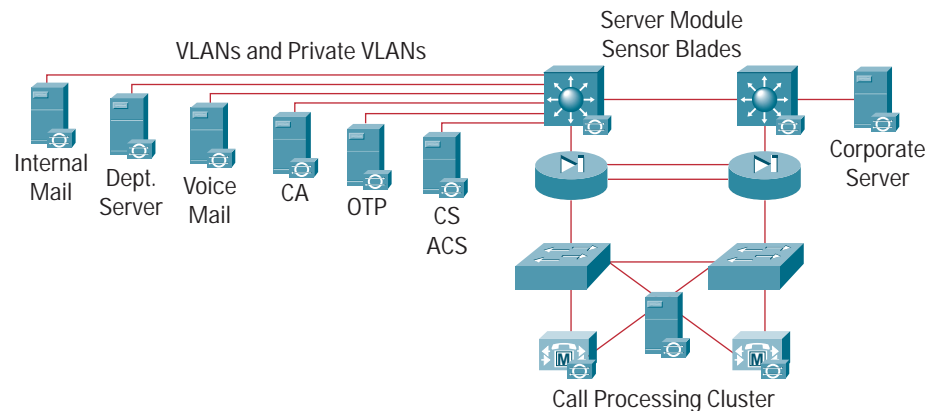 Server Module
Sensor Blades
VLANs and Private VLANs
Internal
Mail
Dept.
Server
Voice
Mail
CA
OTP
CS
ACS
Corporate
Server
M
M
Call Processing Cluster